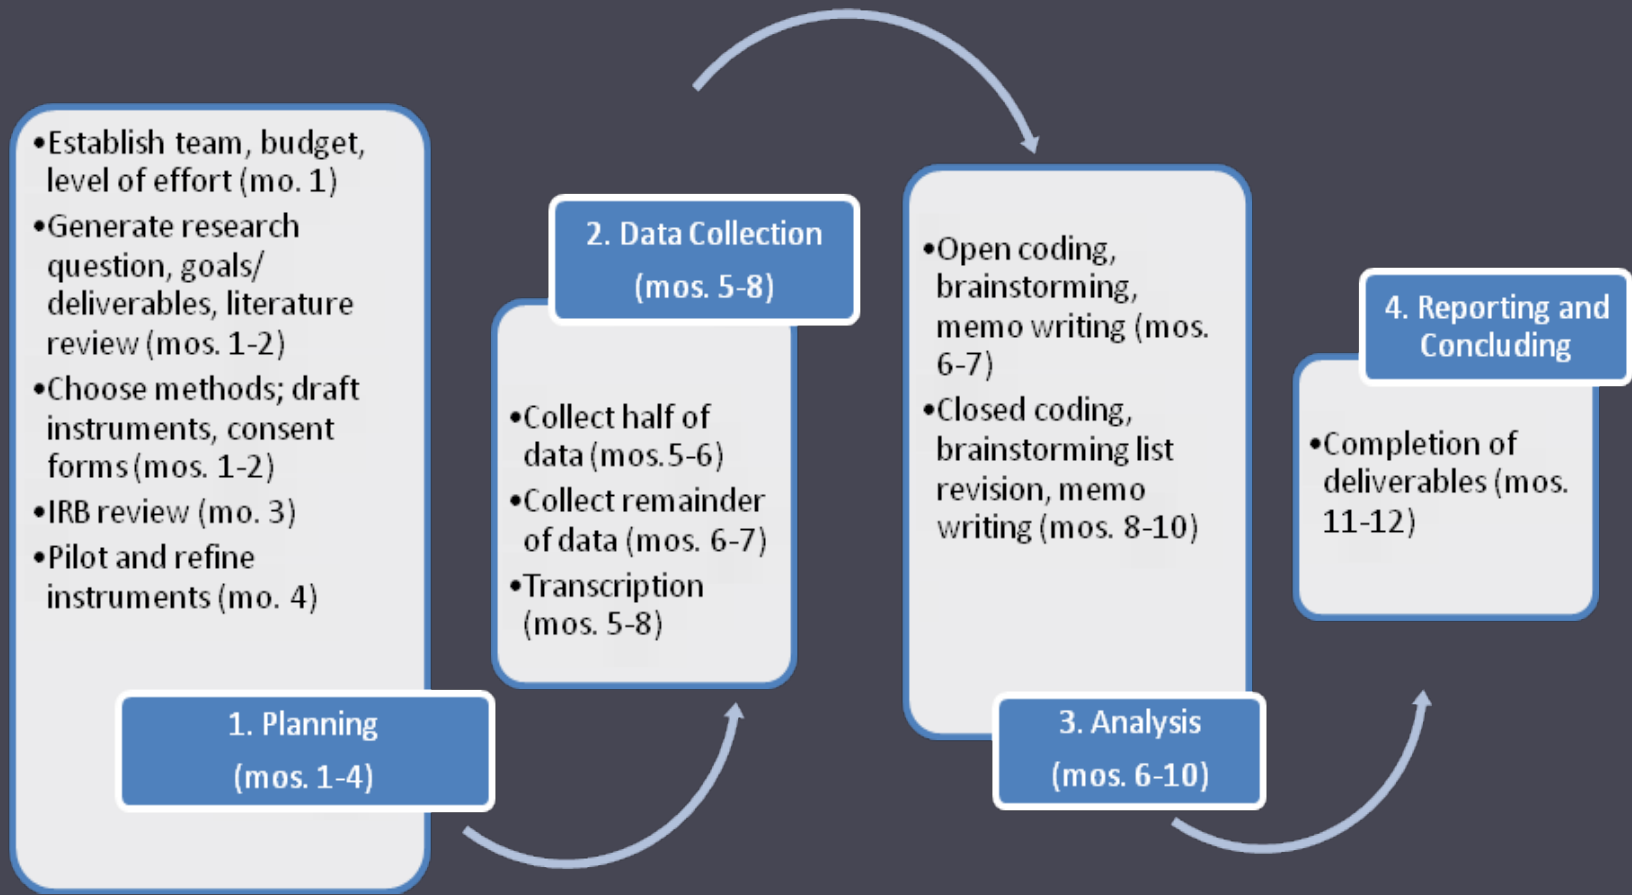 •Establish team, budget,
level of effort (mo. 1)
•Generate research
question, goals/
deliverables, literature
review (mos. 1-2)
•Choose methods; draft
instruments, consent
forms (mos. 1-2)
•IRB review (mo. 3)
•Pilot and refine
instruments (mo. 4)
1. Planning
(mos. 1-4)
2. Data Collection
(mos. 5-8)
•Collect half of
data (mos.5-6)
•Collect remainder
of data (mos. 6-7)
•Transcription
(mos. 5-8)
•Open coding,
brainstorming,
memo writing (mos.
6-7)
•Closed coding,
brainstorming list
revision, memo
writing (mos. 8-10)
3. Analysis
(mos. 6-10)
4. Reporting and
Concluding
•Completion of
deliverables (mos.
11-12)